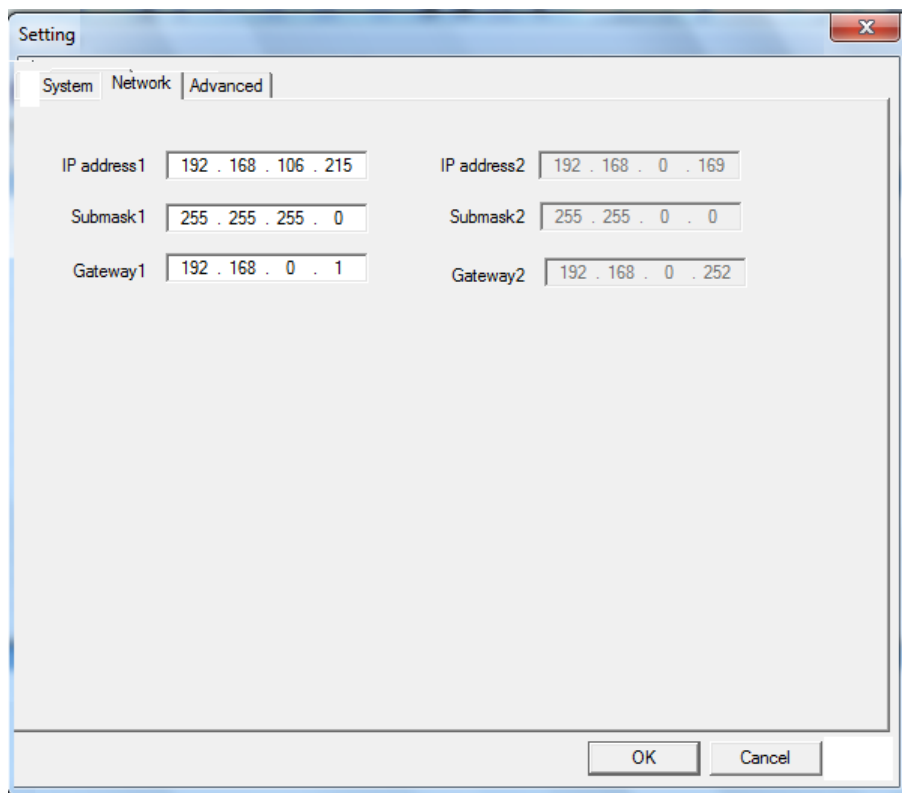 Setting
System Network Advanced
IP address1 192 . 168 . 106 . 215 IP address2 192 . 168 . 0 . 169
Submask1 255 . 255 . 255 . 0 Submask2 255 . 255 . 0 . 0
Gateway1 192 . 168 . 0 . 1 Gateway2 192 . 168 . 0 . 252
OK Cancel